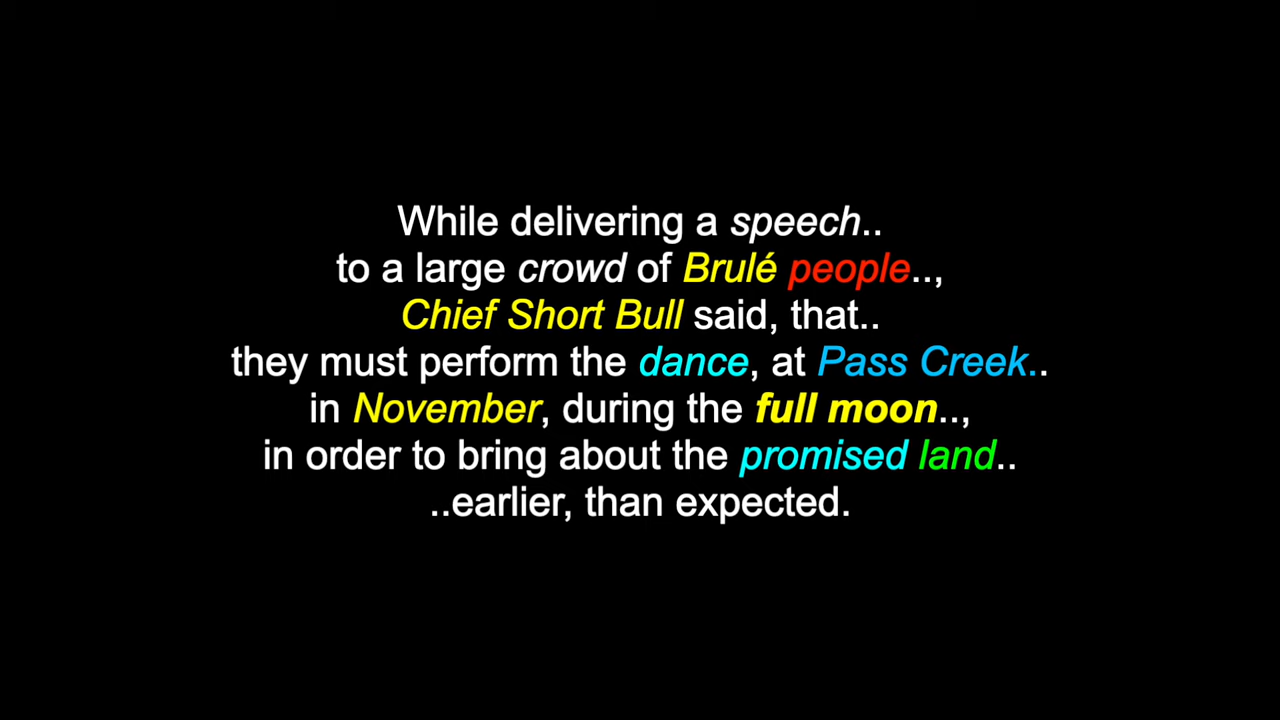 While delivering a speech..
to a large crowd of Brulé people..,
Chief Short Bull said, that..
they must perform the dance, at Pass Creek..
in November, during the full moon..,
in order to bring about the promised land..
..earlier, than expected.